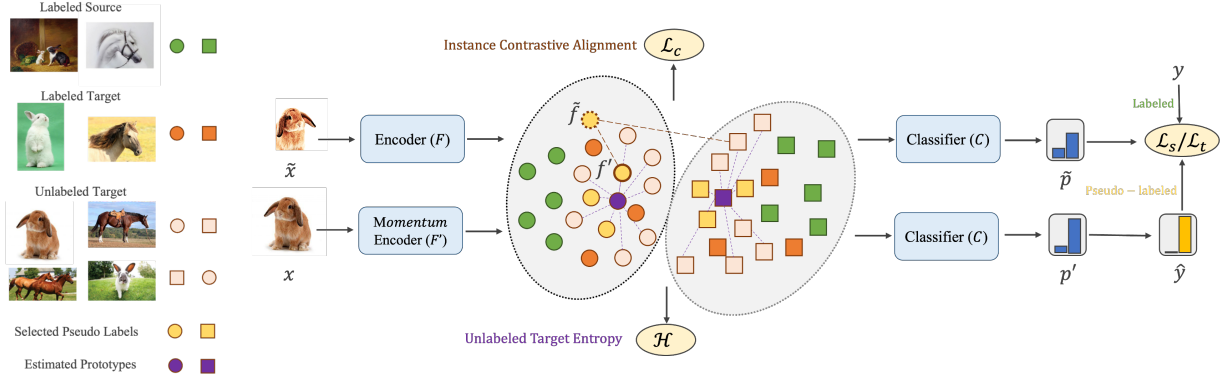 Labeled Source
Labeled Target
Unlabeled Target
Selected Pseudo Labels
Estimated Prototypes
x̃
x
Encoder (F)
Momentum
Encoder (F′)
Instance Contrastive Alignment
ℒc
f̃
f′
Unlabeled Target Entropy
ℋ
Classifier (C)
Classifier (C)
p̃
p′
y
Labeled
ℒs/ℒt
Pseudo − labeled
ŷ